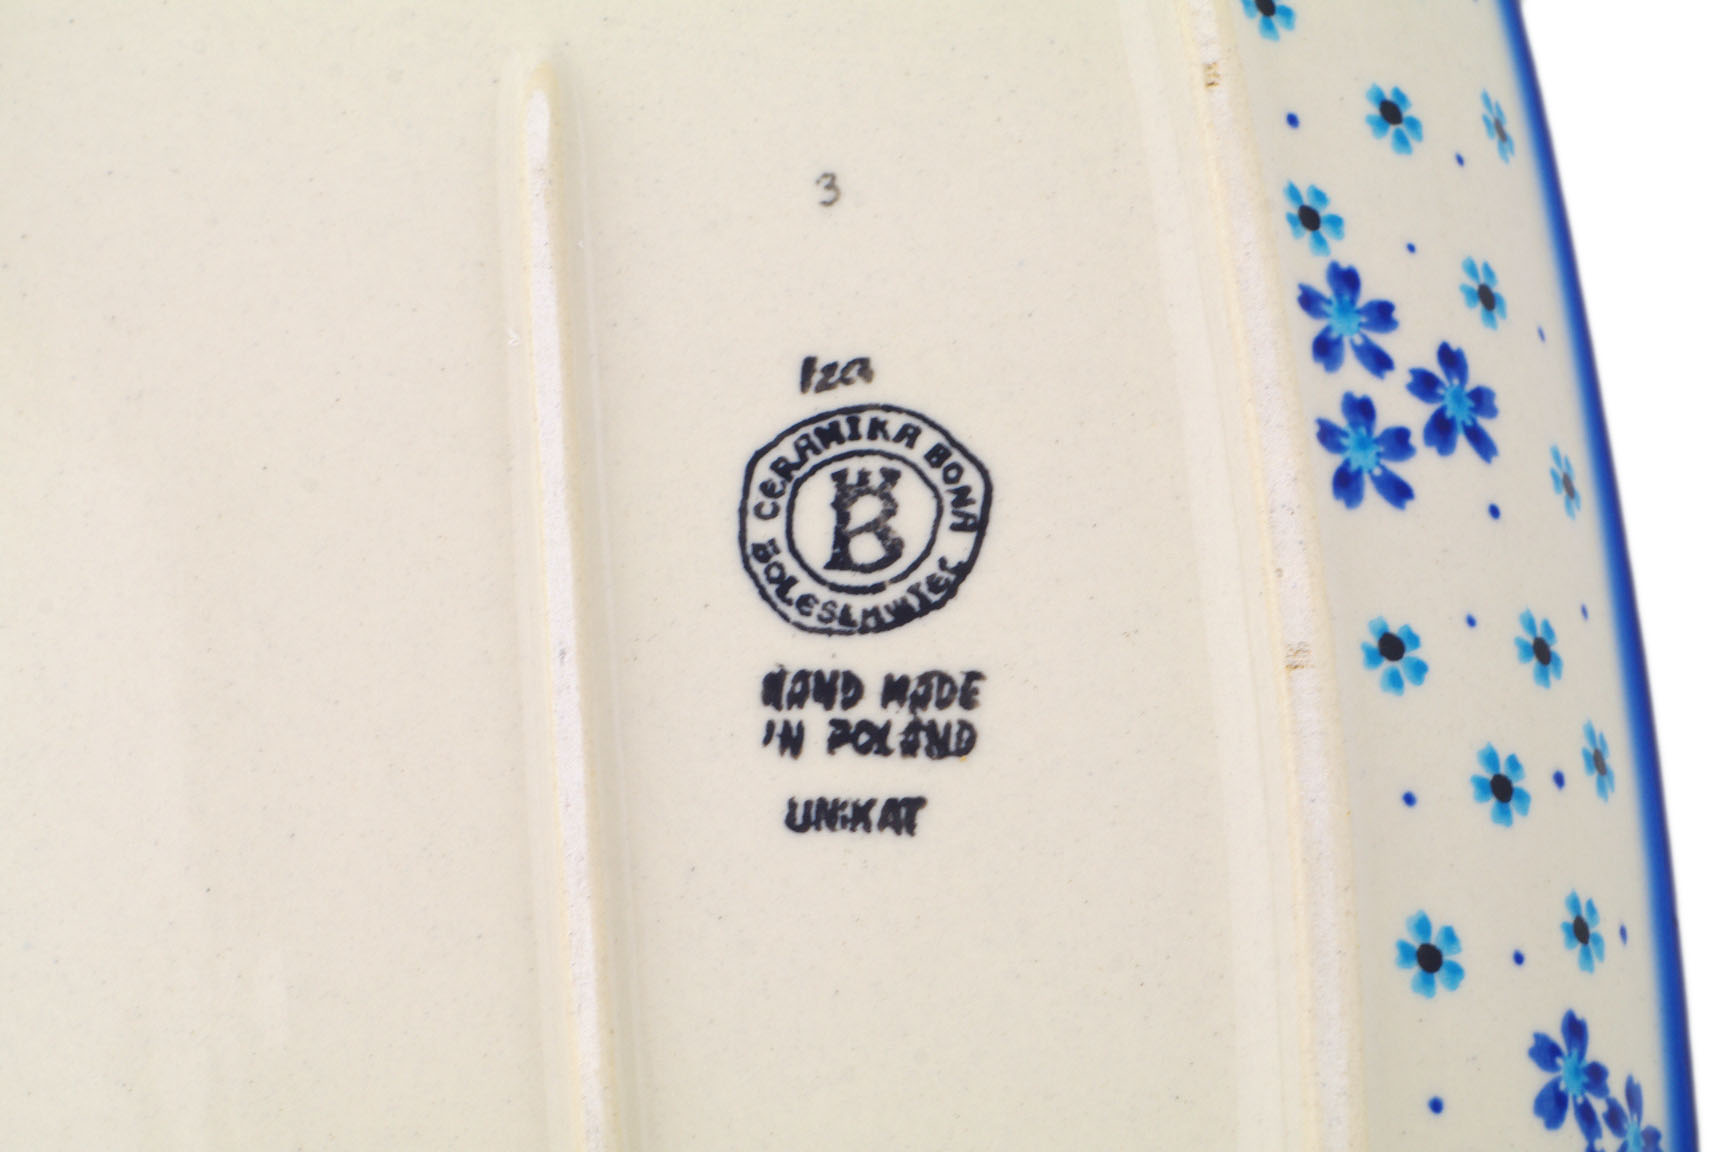 3
Iza
CERAMIKA BONA
B
BOLESŁAWIEC
HAND MADE
IN POLAND
UNIKAT